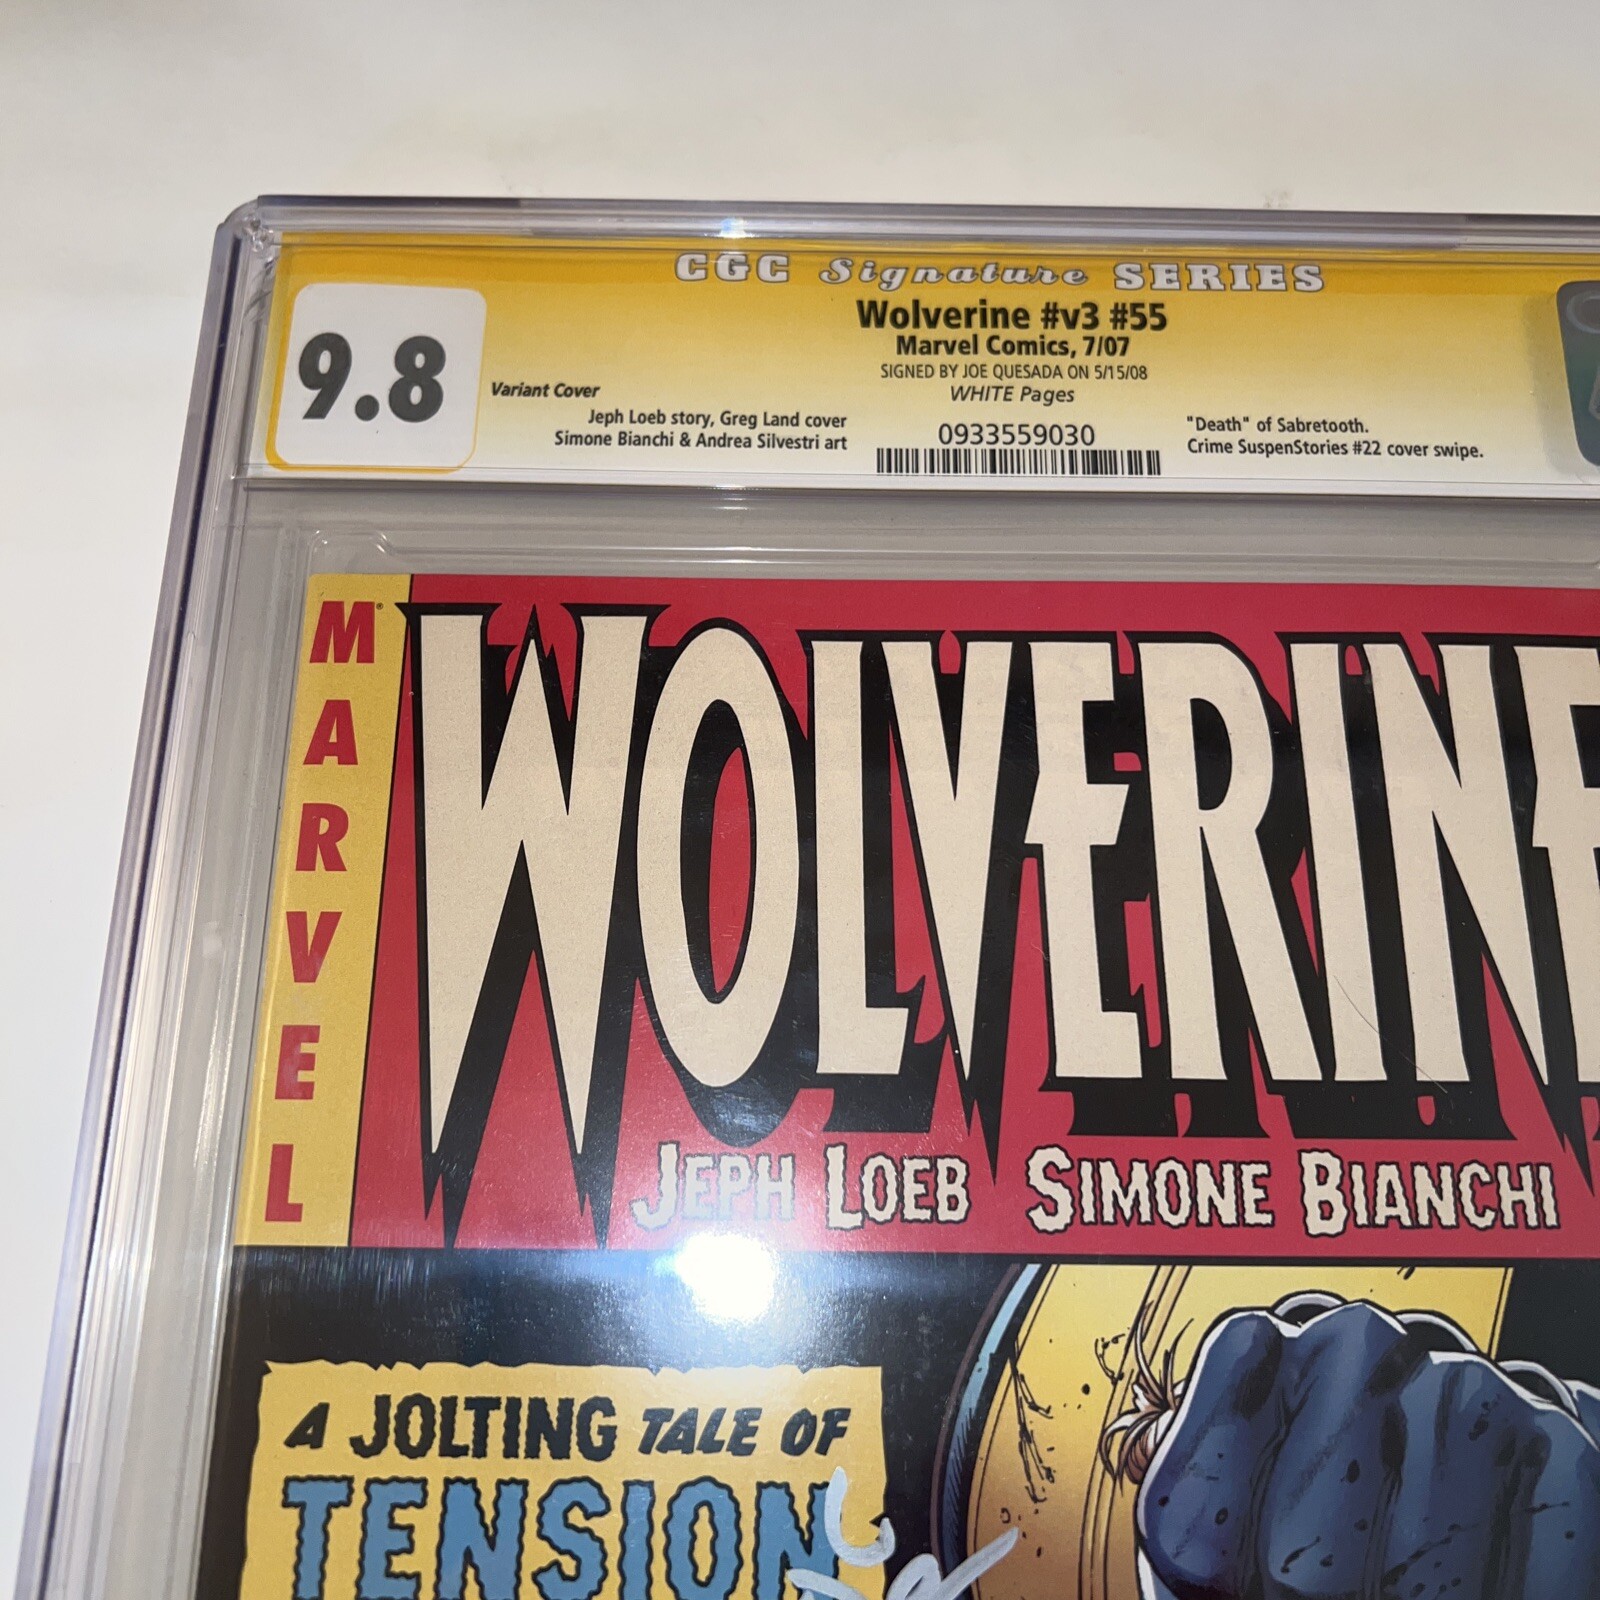 CGC Signature SERIES
9.8
Wolverine #v3 #55
Marvel Comics, 7/07
SIGNED BY JOE QUESADA ON 5/15/08
WHITE Pages
Variant Cover
Jeph Loeb story, Greg Land cover
Simone Bianchi & Andrea Silvestri art
0933559030
"Death" of Sabretooth.
Crime SuspenStories #22 cover swipe.
MARVEL
WOLVERINE
JEPH LOEB SIMONE BIANCHI
A JOLTING TALE OF
TENSION